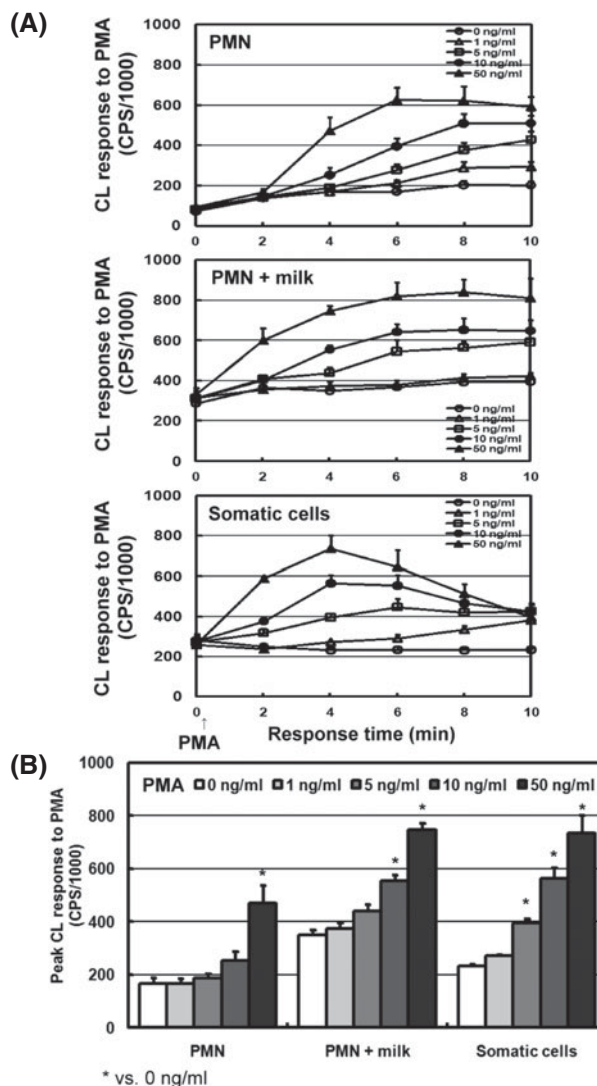 (A)
PMN
0 ng/ml
1 ng/ml
5 ng/ml
10 ng/ml
50 ng/ml
CL response to PMA
(CPS/1000)
1000
800
600
400
200
0
0 2 4 6 8 10
PMN + milk
CL response to PMA
(CPS/1000)
1000
800
600
400
200
0
0 ng/ml
1 ng/ml
5 ng/ml
10 ng/ml
50 ng/ml
0 2 4 6 8 10
Somatic cells
0 ng/ml
1 ng/ml
5 ng/ml
10 ng/ml
50 ng/ml
CL response to PMA
(CPS/1000)
1000
800
600
400
200
0
0 2 4 6 8 10
↑
PMA
Response time (min)
(B)
PMA 0 ng/ml 1 ng/ml 5 ng/ml 10 ng/ml 50 ng/ml
Peak CL response to PMA
(CPS/1000)
1000
800
600
400
200
0
*
* *
* * *
PMN PMN + milk Somatic cells
* vs. 0 ng/ml